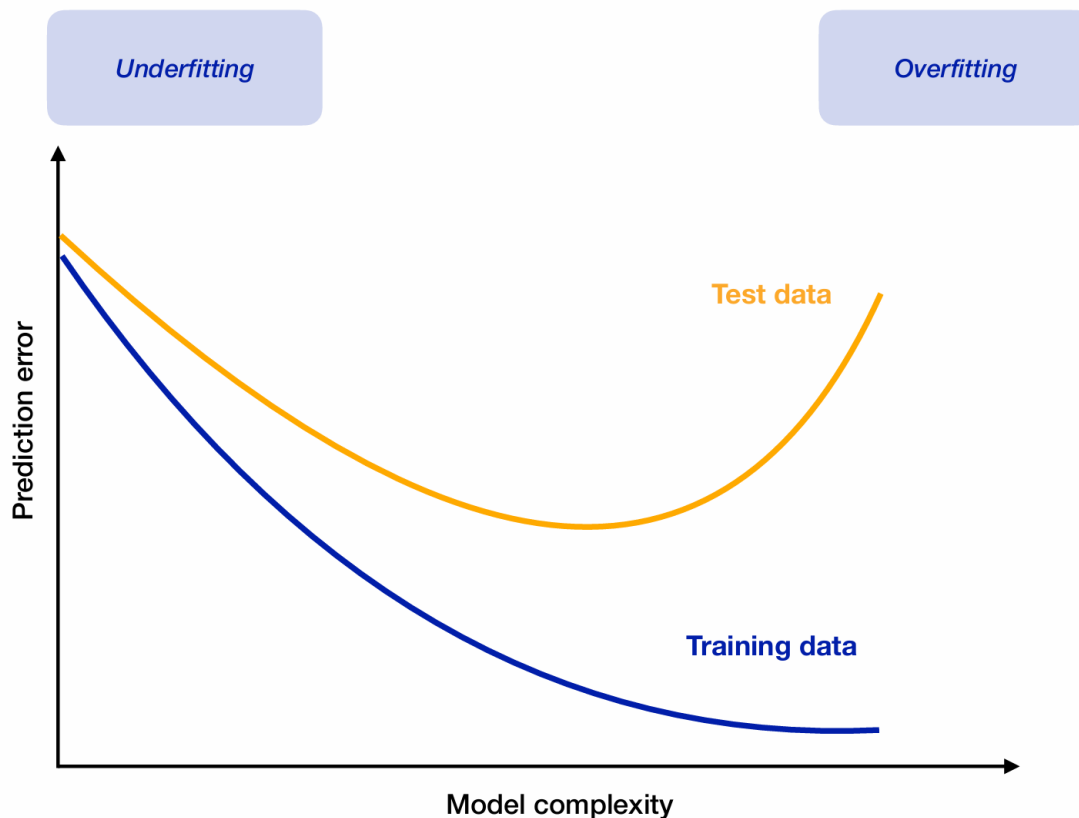 Underfitting
Overfitting
Test data
Prediction error
Training data
Model complexity